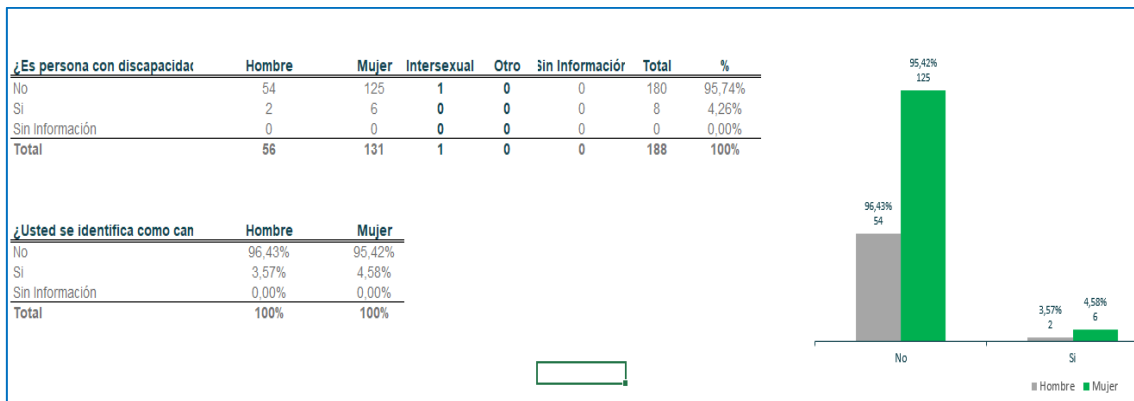 ¿Es persona con discapacidac Hombre Mujer Intersexual Otro Sin Información Total %
No 54 125 1 0 0 180 95,74%
Si 2 6 0 0 0 8 4,26%
Sin Información 0 0 0 0 0 0 0,00%
Total 56 131 1 0 0 188 100%
¿Usted se identifica como can Hombre Mujer
No 96,43% 95,42%
Si 3,57% 4,58%
Sin Información 0,00% 0,00%
Total 100% 100%
95,42%
125
96,43%
54
3,57%
2
4,58%
6
No Si
Hombre Mujer